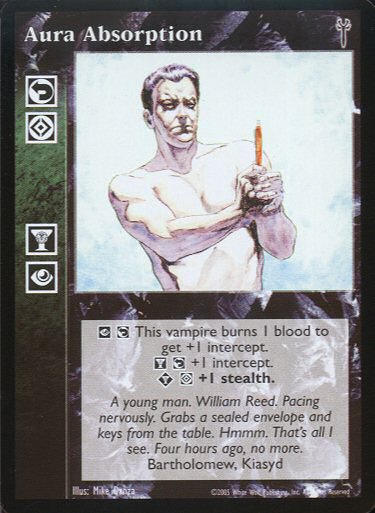 Aura Absorption
This vampire burns 1 blood to
get +1 intercept.
+1 intercept.
+1 stealth.
A young man. William Reed. Pacing
nervously. Grabs a sealed envelope and
keys from the table. Hmmm. That's all I
see. Four hours ago, no more.
Bartholomew, Kiasyd
Illus: Mike Danza
©2005 White Wolf Publishing, Inc. All Rights Reserved